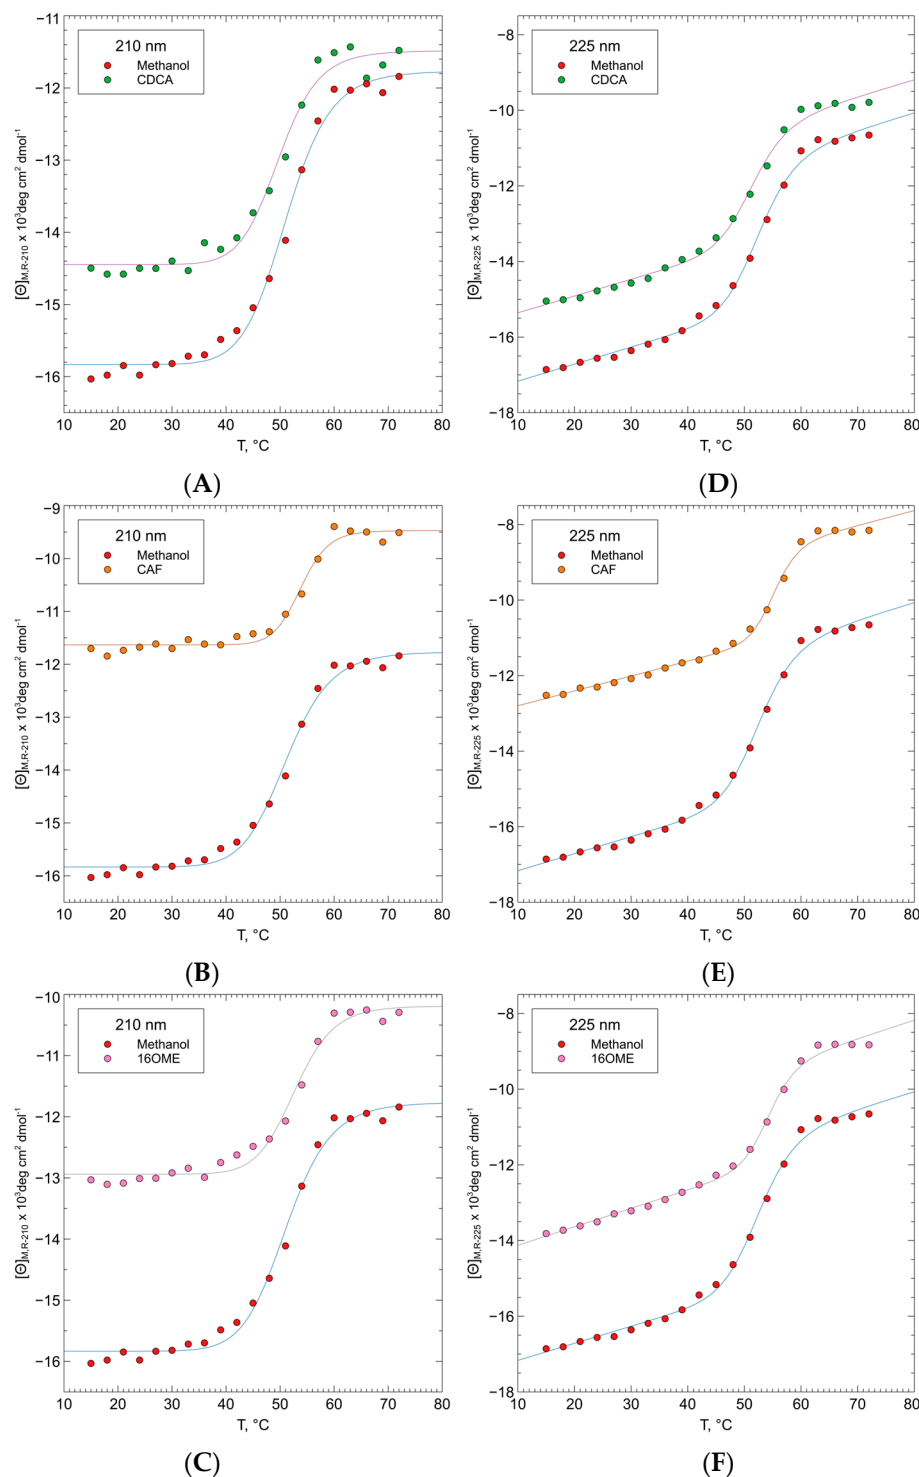 210 nm
Methanol
CDCA
−11
−12
−13
−14
−15
−16
[Θ]M,R-210 x 10³deg cm² dmol⁻¹
10 20 30 40 50 60 70 80
T, °C
(A)
225 nm
Methanol
CDCA
−8
−10
−12
−14
−16
−18
[Θ]M,R-225 x 10³deg cm² dmol⁻¹
10 20 30 40 50 60 70 80
T, °C
(D)
210 nm
Methanol
CAF
−9
−10
−11
−12
−13
−14
−15
−16
[Θ]M,R-210 x 10³deg cm² dmol⁻¹
10 20 30 40 50 60 70 80
T, °C
(B)
225 nm
Methanol
CAF
−8
−10
−12
−14
−16
−18
[Θ]M,R-225 x 10³deg cm² dmol⁻¹
10 20 30 40 50 60 70 80
T, °C
(E)
210 nm
Methanol
16OME
−10
−11
−12
−13
−14
−15
−16
[Θ]M,R-210 x 10³deg cm² dmol⁻¹
10 20 30 40 50 60 70 80
T, °C
(C)
225 nm
Methanol
16OME
−8
−10
−12
−14
−16
−18
[Θ]M,R-225 x 10³deg cm² dmol⁻¹
10 20 30 40 50 60 70 80
T, °C
(F)